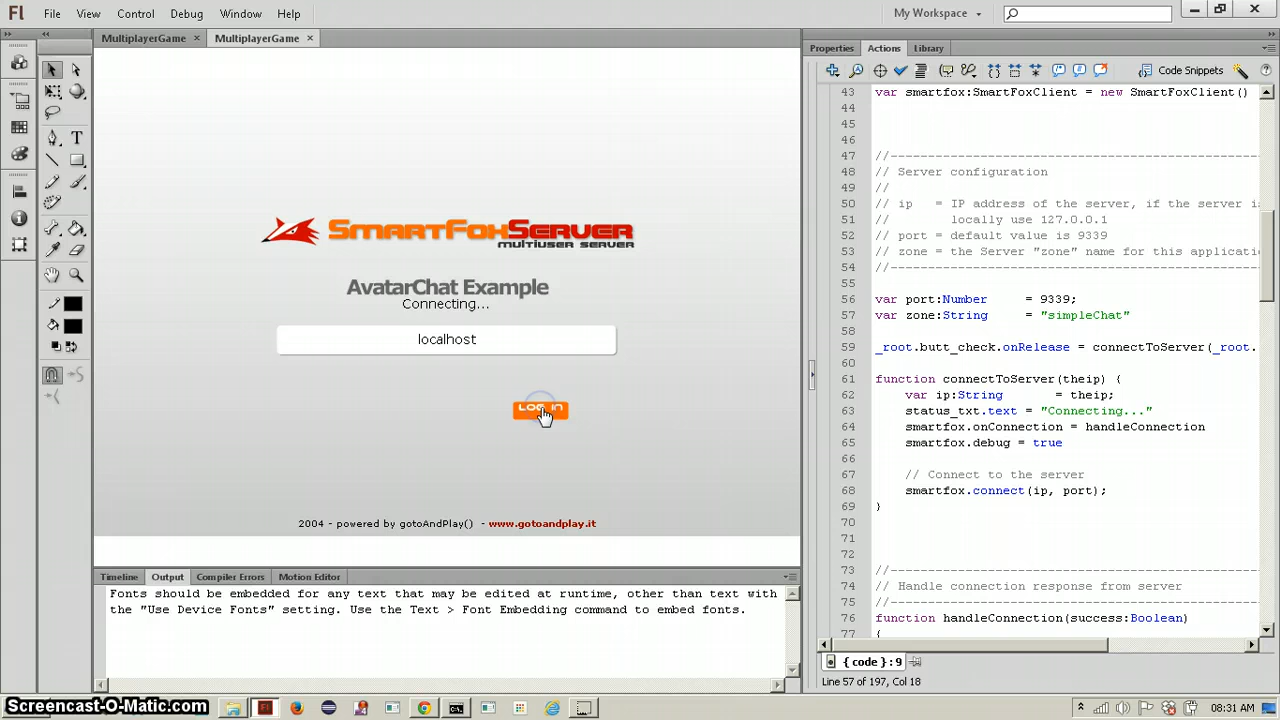 Fl File View Control Debug Window Help My Workspace
MultiplayerGame × MultiplayerGame ×
Properties Actions Library
Code Snippets
43 var smartfox:SmartFoxClient = new SmartFoxClient()
44
45
46
47 //----------------------------------------------------
48 // Server configuration
49 //
50 // ip = IP address of the server, if the server i
51 // locally use 127.0.0.1
52 // port = default value is 9339
53 // zone = the Server "zone" name for this applicati
54 //----------------------------------------------------
55
56 var port:Number = 9339;
57 var zone:String = "simpleChat"
58
59 _root.butt_check.onRelease = connectToServer(_root.
60
61 function connectToServer(theip) {
62 var ip:String = theip;
63 status_txt.text = "Connecting..."
64 smartfox.onConnection = handleConnection
65 smartfox.debug = true
66
67 // Connect to the server
68 smartfox.connect(ip, port);
69 }
70
71
72
73 //----------------------------------------------------
74 // Handle connection response from server
75 //----------------------------------------------------
76 function handleConnection(success:Boolean)
77 {
{ code } : 9
Line 57 of 197, Col 18
SmartFoxServer
multiuser server
AvatarChat Example
Connecting...
localhost
LOG IN
2004 - powered by gotoAndPlay() - www.gotoandplay.it
Timeline Output Compiler Errors Motion Editor
Fonts should be embedded for any text that may be edited at runtime, other than text with
the "Use Device Fonts" setting. Use the Text > Font Embedding command to embed fonts.
Screencast-O-Matic.com
08:31 AM